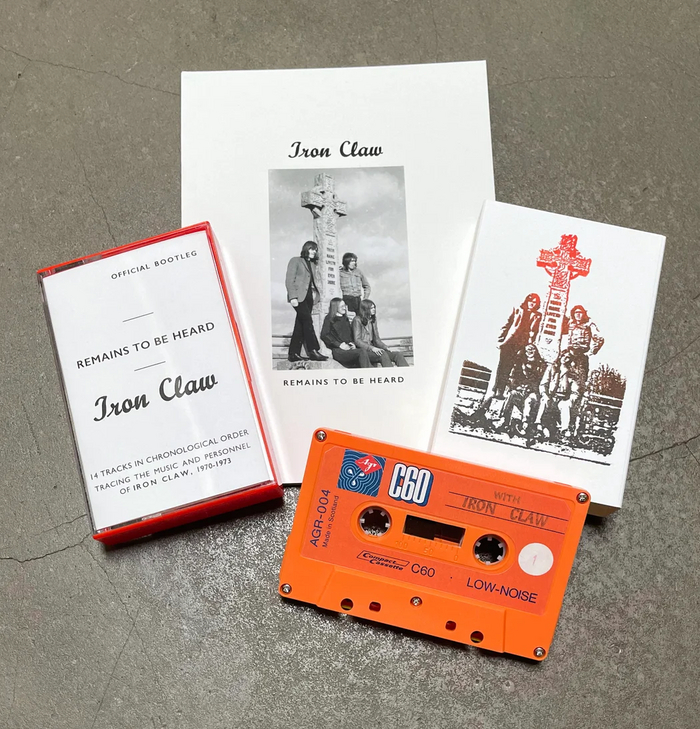 Iron Claw
REMAINS TO BE HEARD
OFFICIAL BOOTLEG
REMAINS TO BE HEARD
Iron Claw
14 TRACKS IN CHRONOLOGICAL ORDER
TRACING THE MUSIC AND PERSONNEL
OF IRON CLAW, 1970-1973
C60
WITH
IRON CLAW
AGR-004
Made in Scotland
1
Compact
Cassette
C60
LOW-NOISE